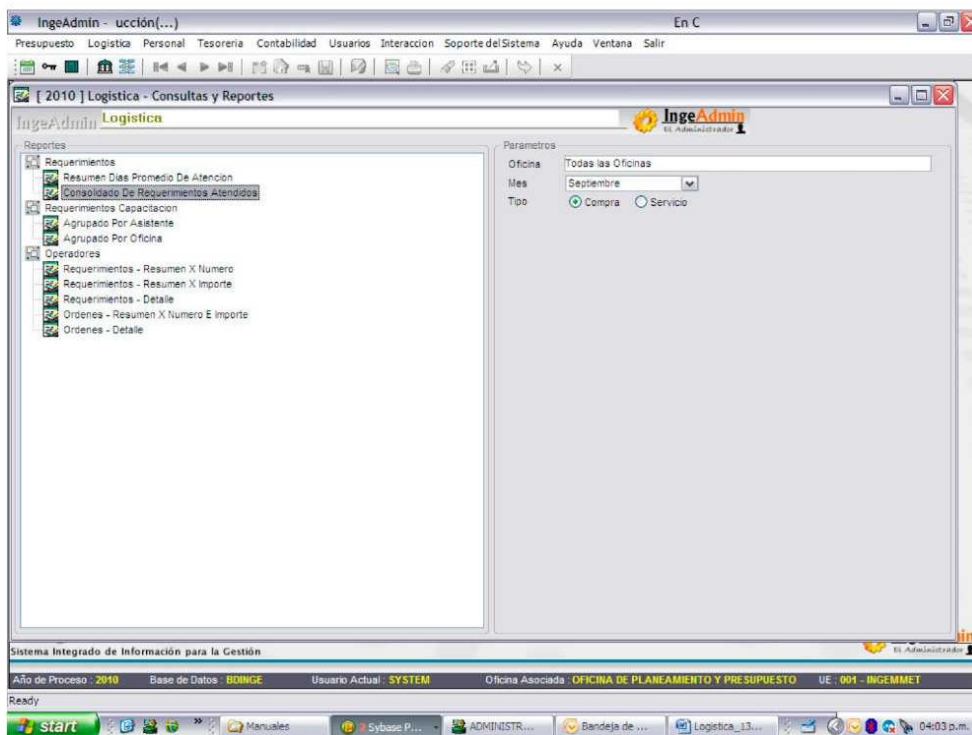 IngeAdmin - ucción(...) En C
Presupuesto Logistica Personal Tesoreria Contabilidad Usuarios Interaccion Soporte del Sistema Ayuda Ventana Salir
[ 2010 ] Logistica - Consultas y Reportes
IngeAdmin Logistica
IngeAdmin
El Administrador
Reportes
Requerimientos
Resumen Dias Promedio De Atencion
Consolidado De Requerimientos Atendidos
Requerimientos Capacitacion
Agrupado Por Asistente
Agrupado Por Oficina
Operadores
Requerimientos - Resumen X Numero
Requerimientos - Resumen X Importe
Requerimientos - Detalle
Ordenes - Resumen X Numero E Importe
Ordenes - Detalle
Parametros
Oficina Todas las Oficinas
Mes Septiembre
Tipo Compra Servicio
Sistema Integrado de Información para la Gestión
El Administrador
Año de Proceso : 2010 Base de Datos : BDINGE Usuario Actual : SYSTEM Oficina Asociada : OFICINA DE PLANEAMIENTO Y PRESUPUESTO UE : 001 - INGEMMET
Ready
start Manuales 2 Sybase P... ADMINISTR... Bandeja de ... Logistica_13... 04:03 p.m.